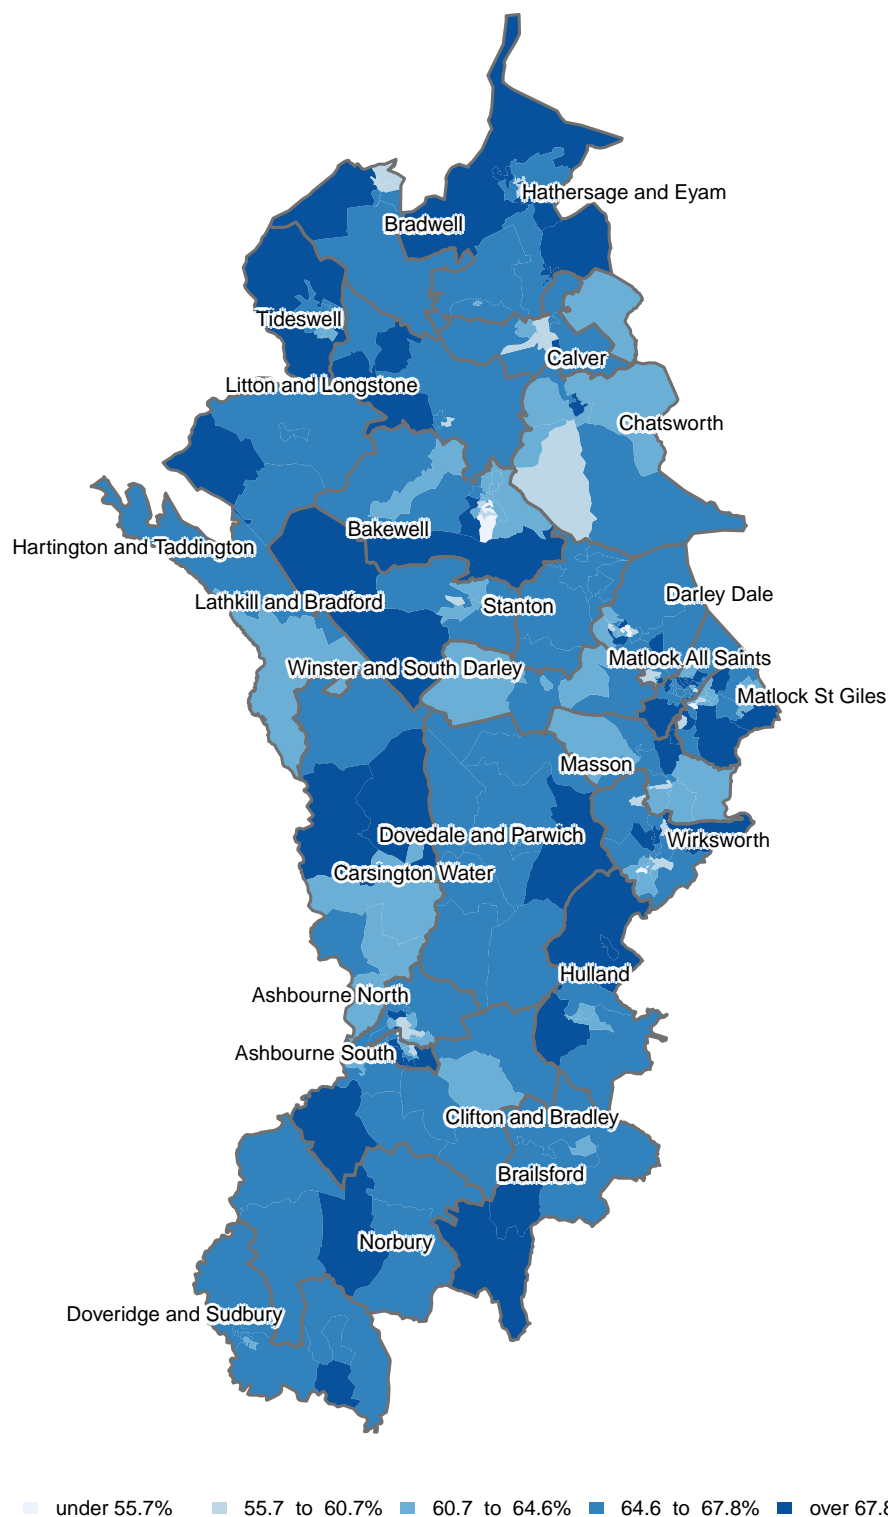 Hathersage and Eyam
Bradwell
Tideswell
Calver
Litton and Longstone
Chatsworth
Bakewell
Hartington and Taddington
Darley Dale
Lathkill and Bradford
Stanton
Matlock All Saints
Winster and South Darley
Matlock St Giles
Masson
Dovedale and Parwich
Wirksworth
Carsington Water
Hulland
Ashbourne North
Ashbourne South
Clifton and Bradley
Brailsford
Norbury
Doveridge and Sudbury
under 55.7% 55.7 to 60.7% 60.7 to 64.6% 64.6 to 67.8% over 67.8